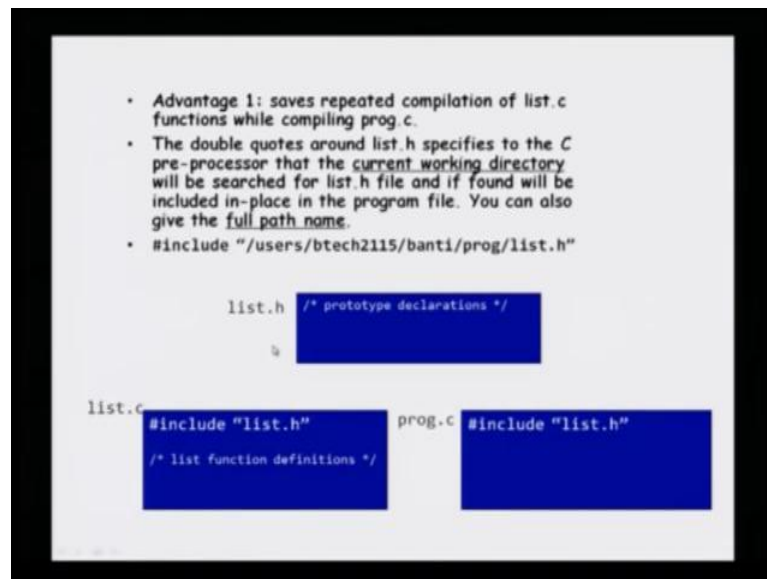 • Advantage 1: saves repeated compilation of list.c
functions while compiling prog.c.
• The double quotes around list.h specifies to the C
pre-processor that the current working directory
will be searched for list.h file and if found will be
included in-place in the program file. You can also
give the full path name.
• #include “/users/btech2115/banti/prog/list.h”
list.h
/* prototype declarations */
list.c
#include “list.h”
/* list function definitions */
prog.c
#include “list.h”